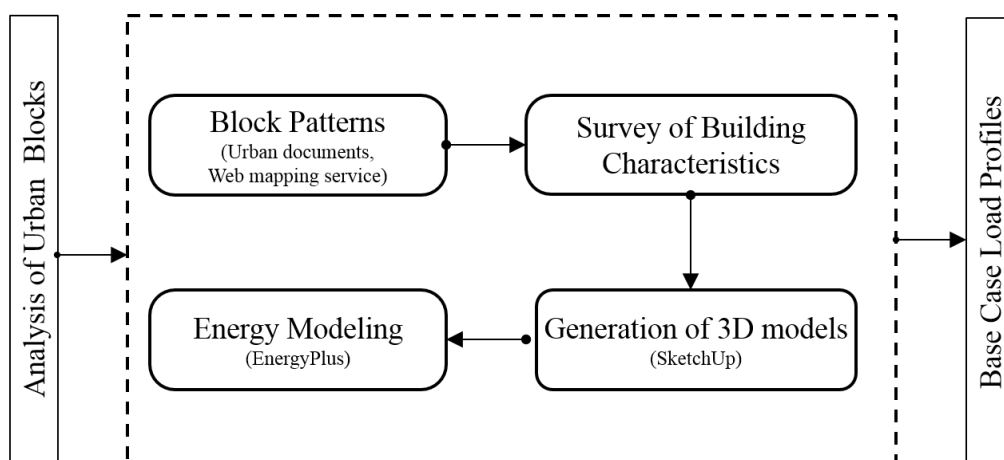 Analysis of Urban Blocks
Block Patterns
(Urban documents,
Web mapping service)
Survey of Building
Characteristics
Energy Modeling
(EnergyPlus)
Generation of 3D models
(SketchUp)
Base Case Load Profiles